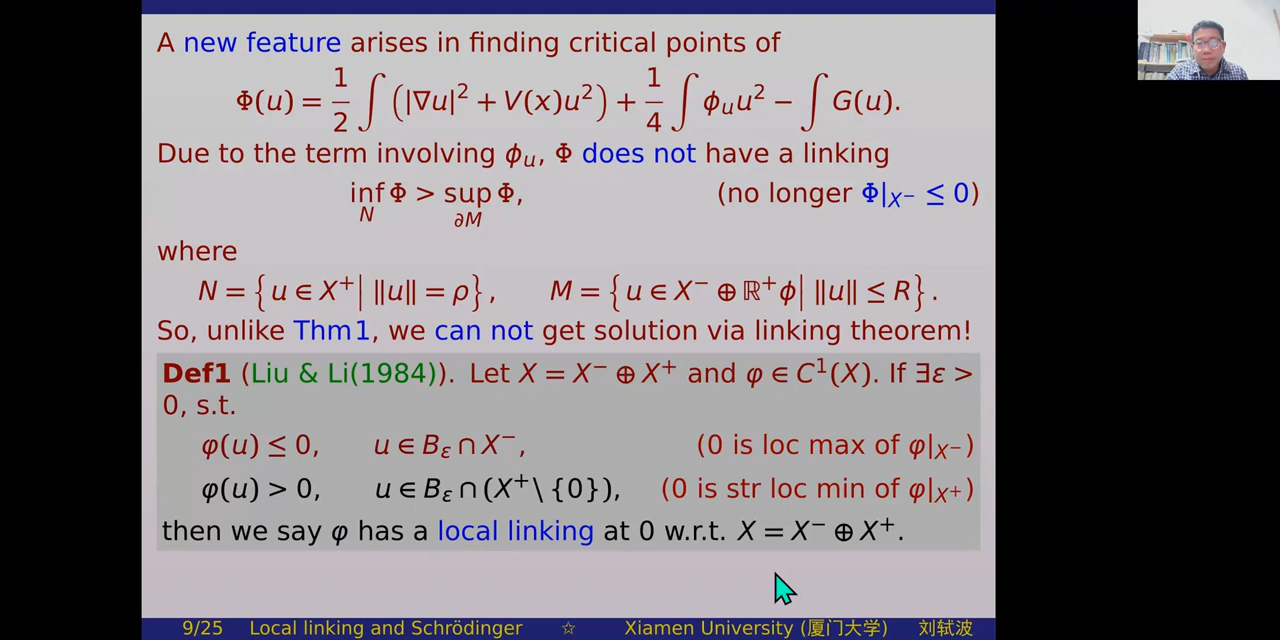 A new feature arises in finding critical points of
Φ(u) = 1/2 ∫ (|∇u|² + V(x)u²) + 1/4 ∫ ϕᵤu² − ∫ G(u).
Due to the term involving ϕᵤ, Φ does not have a linking
inf_N Φ > sup_∂M Φ, (no longer Φ|_X⁻ ≤ 0)
where
N = {u ∈ X⁺| ‖u‖ = ρ}, M = {u ∈ X⁻ ⊕ ℝ⁺ϕ| ‖u‖ ≤ R}.
So, unlike Thm1, we can not get solution via linking theorem!
Def1 (Liu & Li(1984)). Let X = X⁻ ⊕ X⁺ and φ ∈ C¹(X). If ∃ε >
0, s.t.
φ(u) ≤ 0, u ∈ B_ε ∩ X⁻, (0 is loc max of φ|_X⁻)
φ(u) > 0, u ∈ B_ε ∩ (X⁺\{0}), (0 is str loc min of φ|_X⁺)
then we say φ has a local linking at 0 w.r.t. X = X⁻ ⊕ X⁺.
9/25 Local linking and Schrödinger ☆ Xiamen University (厦门大学) 刘轼波